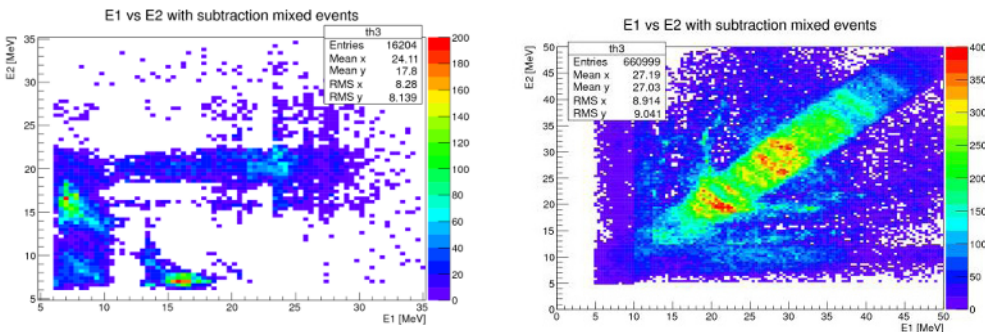 E1 vs E2 with subtraction mixed events
E2 [MeV]
th3
Entries 16204
Mean x 24.11
Mean y 17.8
RMS x 8.28
RMS y 8.139
35
30
25
20
15
10
5
5 10 15 20 25 30 35
E1 [MeV]
200
180
160
140
120
100
80
60
40
20
0
E1 vs E2 with subtraction mixed events
E2 [MeV]
th3
Entries 660999
Mean x 27.19
Mean y 27.03
RMS x 8.914
RMS y 9.041
50
45
40
35
30
25
20
15
10
5
0
0 5 10 15 20 25 30 35 40 45 50
E1 [MeV]
400
350
300
250
200
150
100
50
0